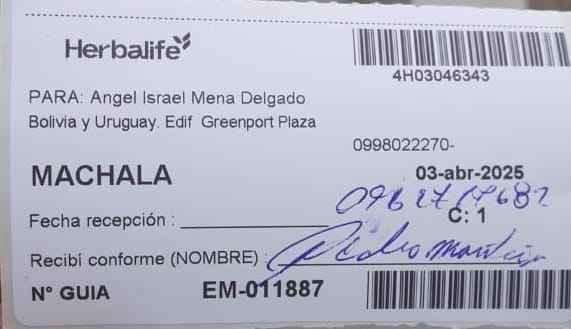 Herbalife
4H03046343
PARA: Angel Israel Mena Delgado
Bolivia y Uruguay. Edif Greenport Plaza
0998022270-
MACHALA
03-abr-2025
C: 1
Fecha recepción :
Recibí conforme (NOMBRE) : Pedro
N° GUIA EM-011887